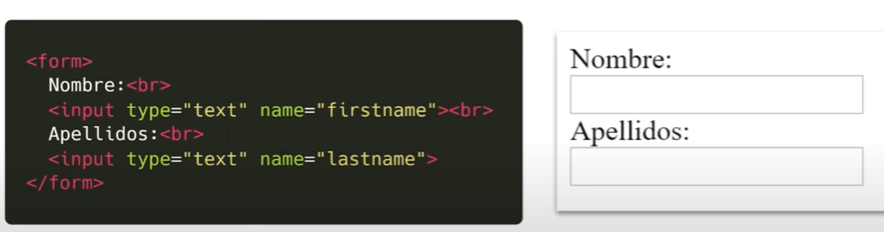 <form>
Nombre:<br>
<input type="text" name="firstname"><br>
Apellidos:<br>
<input type="text" name="lastname">
</form>
Nombre:
Apellidos: